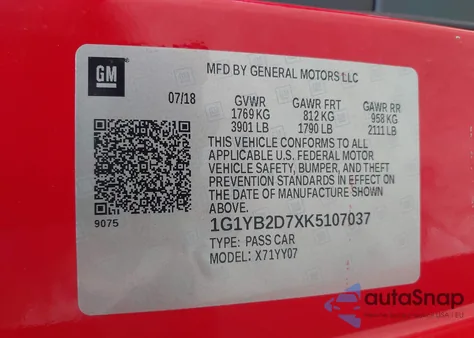 GM
MFD BY GENERAL MOTORS LLC
07/18 GVWR GAWR FRT GAWR RR
1769 KG 812 KG 958 KG
3901 LB 1790 LB 2111 LB
THIS VEHICLE CONFORMS TO ALL
APPLICABLE U.S. FEDERAL MOTOR
VEHICLE SAFETY, BUMPER, AND THEFT
PREVENTION STANDARDS IN EFFECT ON
THE DATE OF MANUFACTURE SHOWN
ABOVE.
9075
1G1YB2D7XK5107037
TYPE: PASS CAR
MODEL: X71YY07
autoSnap